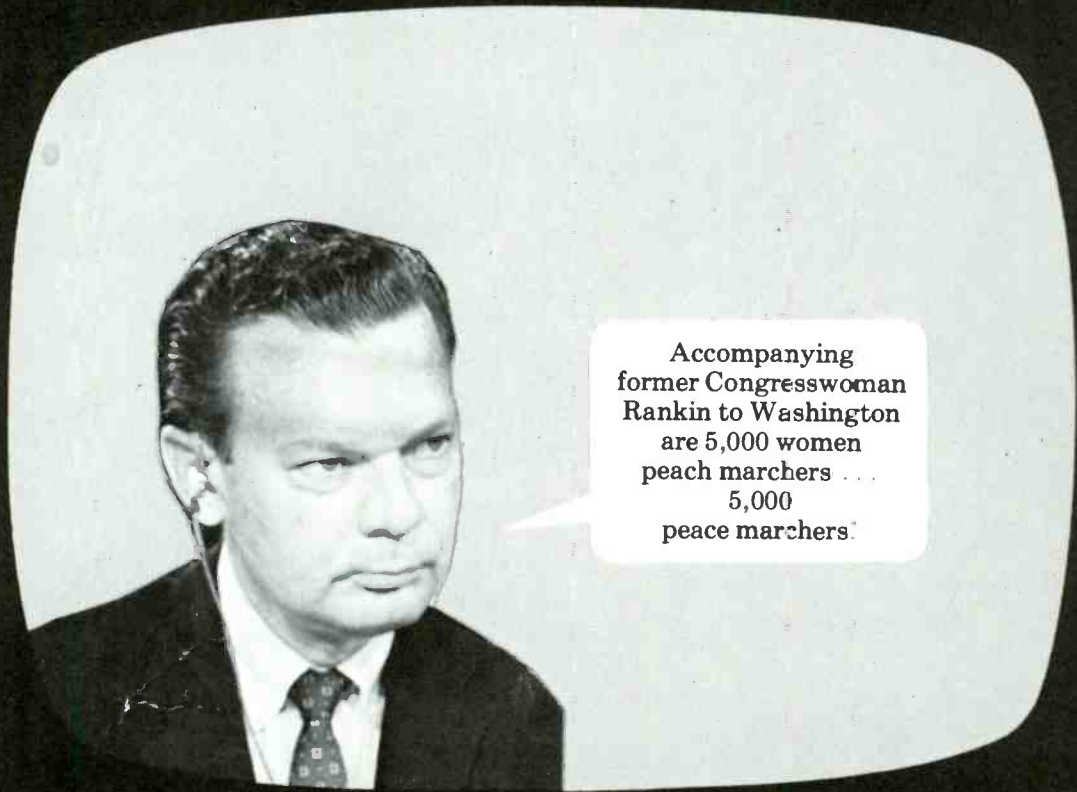 Accompanying
former Congresswoman
Rankin to Washington
are 5,000 women
peach marchers ...
5,000
peace marchers.